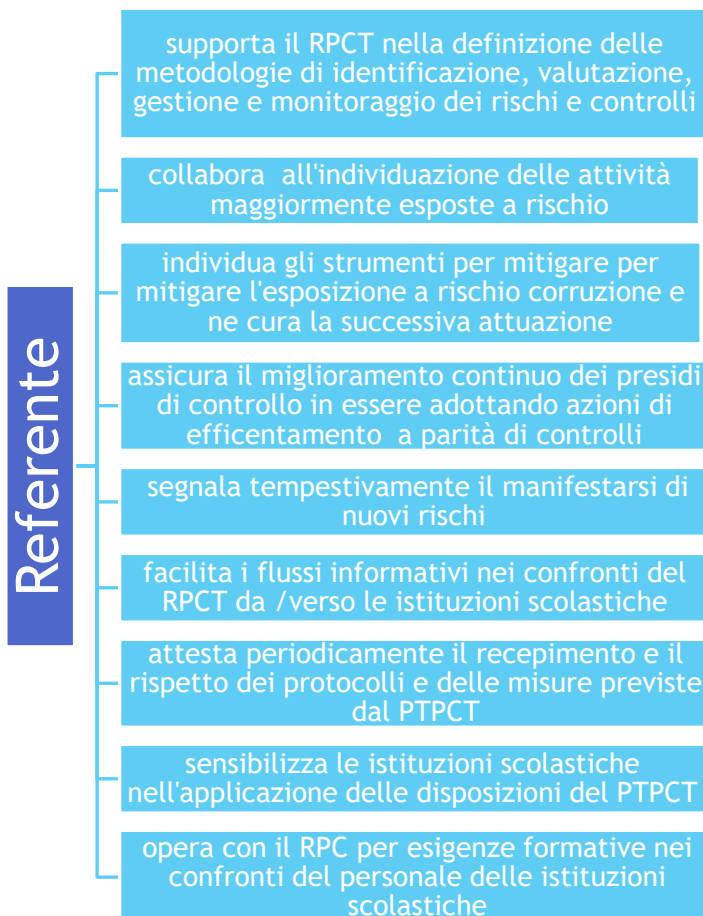 Referente
supporta il RPCT nella definizione delle
metodologie di identificazione, valutazione,
gestione e monitoraggio dei rischi e controlli
collabora  all'individuazione delle attività
maggiormente esposte a rischio
individua gli strumenti per mitigare per
mitigare l'esposizione a rischio corruzione e
ne cura la successiva attuazione
assicura il miglioramento continuo dei presidi
di controllo in essere adottando azioni di
efficentamento  a parità di controlli
segnala tempestivamente il manifestarsi di
nuovi rischi
facilita i flussi informativi nei confronti del
RPCT da /verso le istituzioni scolastiche
attesta periodicamente il recepimento e il
rispetto dei protocolli e delle misure previste
dal PTPCT
sensibilizza le istituzioni scolastiche
nell'applicazione delle disposizioni del PTPCT
opera con il RPC per esigenze formative nei
confronti del personale delle istituzioni
scolastiche